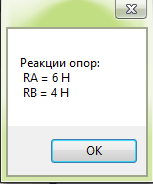 Реакции опор:
RA = 6 Н
RB = 4 Н
OK